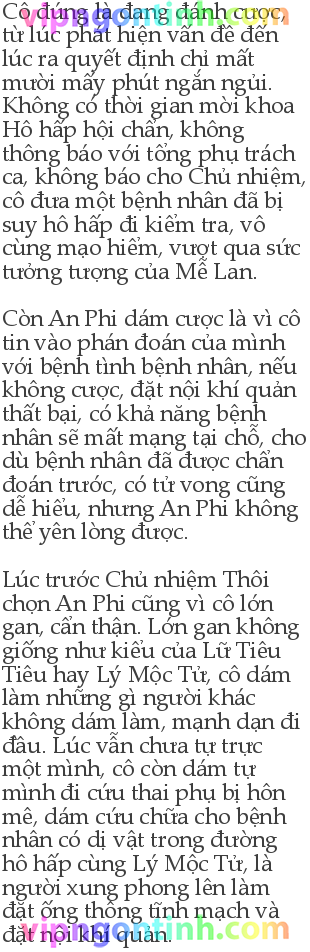 Cô đúng là đang đánh cược,
vipngontinh.com
từ lúc phát hiện vấn đề đến
lúc ra quyết định chỉ mất
mười mấy phút ngắn ngủi.
Không có thời gian mời khoa
Hô hấp hội chẩn, không
thông báo với tổng phụ trách
ca, không báo cho Chủ nhiệm,
cô đưa một bệnh nhân đã bị
suy hô hấp đi kiểm tra, vô
cùng mạo hiểm, vượt qua sức
tưởng tượng của Mễ Lan.
Còn An Phi dám cược là vì cô
tin vào phán đoán của mình
với bệnh tình bệnh nhân, nếu
không cược, đặt nội khí quản
thất bại, có khả năng bệnh
nhân sẽ mất mạng tại chỗ, cho
dù bệnh nhân đã được chẩn
đoán trước, có tử vong cũng
dễ hiểu, nhưng An Phi không
thể yên lòng được.
Lúc trước Chủ nhiệm Thôi
chọn An Phi cũng vì cô lớn
gan, cẩn thận. Lớn gan không
giống như kiểu của Lữ Tiêu
Tiêu hay Lý Mộc Tử, cô dám
làm những gì người khác
không dám làm, mạnh dạn đi
đầu. Lúc vẫn chưa tự trực
một mình, cô còn dám tự
mình đi cứu thai phụ bị hôn
mê, dám cứu chữa cho bệnh
nhân có dị vật trong đường
hô hấp cùng Lý Mộc Tử, là
người xung phong lên làm
đặt ống thông tĩnh mạch và
vipngontinh.com
đặt nội khí quản.